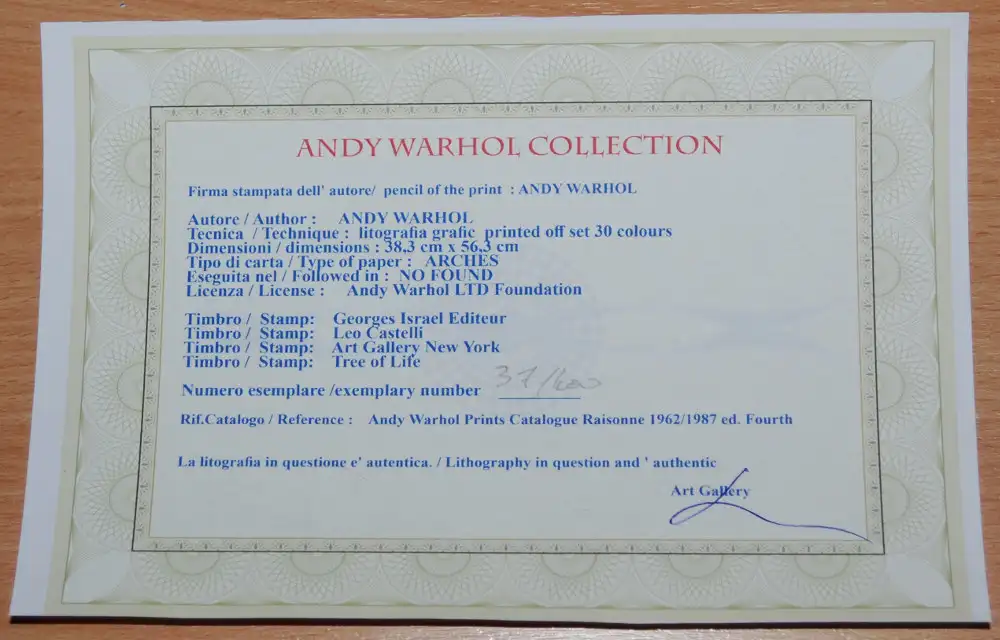 ANDY WARHOL COLLECTION
Firma stampata dell' autore/ pencil of the print : ANDY WARHOL
Autore / Author : ANDY WARHOL
Tecnica / Technique : litografia grafic printed off set 30 colours
Dimensioni / dimensions : 38,3 cm x 56,3 cm
Tipo di carta / Type of paper : ARCHES
Eseguita nel / Followed in : NO FOUND
Licenza / License : Andy Warhol LTD Foundation
Timbro / Stamp: Georges Israel Editeur
Timbro / Stamp: Leo Castelli
Timbro / Stamp: Art Gallery New York
Timbro / Stamp: Tree of Life
Numero esemplare /exemplary number 37/400
Rif.Catalogo / Reference : Andy Warhol Prints Catalogue Raisonne 1962/1987 ed. Fourth
La litografia in questione e' autentica. / Lithography in question and ' authentic
Art Gallery